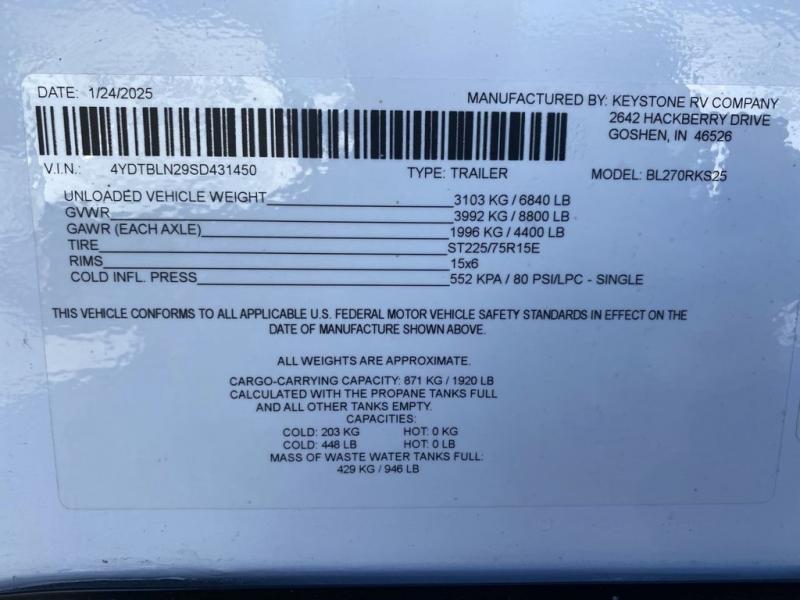 DATE: 1/24/2025
MANUFACTURED BY: KEYSTONE RV COMPANY
2642 HACKBERRY DRIVE
GOSHEN, IN 46526
V.I.N.: 4YDTBLN29SD431450 TYPE: TRAILER MODEL: BL270RKS25
UNLOADED VEHICLE WEIGHT 3103 KG / 6840 LB
GVWR 3992 KG / 8800 LB
GAWR (EACH AXLE) 1996 KG / 4400 LB
TIRE ST225/75R15E
RIMS 15x6
COLD INFL. PRESS 552 KPA / 80 PSI/LPC - SINGLE
THIS VEHICLE CONFORMS TO ALL APPLICABLE U.S. FEDERAL MOTOR VEHICLE SAFETY STANDARDS IN EFFECT ON THE
DATE OF MANUFACTURE SHOWN ABOVE.
ALL WEIGHTS ARE APPROXIMATE.
CARGO-CARRYING CAPACITY: 871 KG / 1920 LB
CALCULATED WITH THE PROPANE TANKS FULL
AND ALL OTHER TANKS EMPTY.
CAPACITIES:
COLD: 203 KG HOT: 0 KG
COLD: 448 LB HOT: 0 LB
MASS OF WASTE WATER TANKS FULL:
429 KG / 946 LB